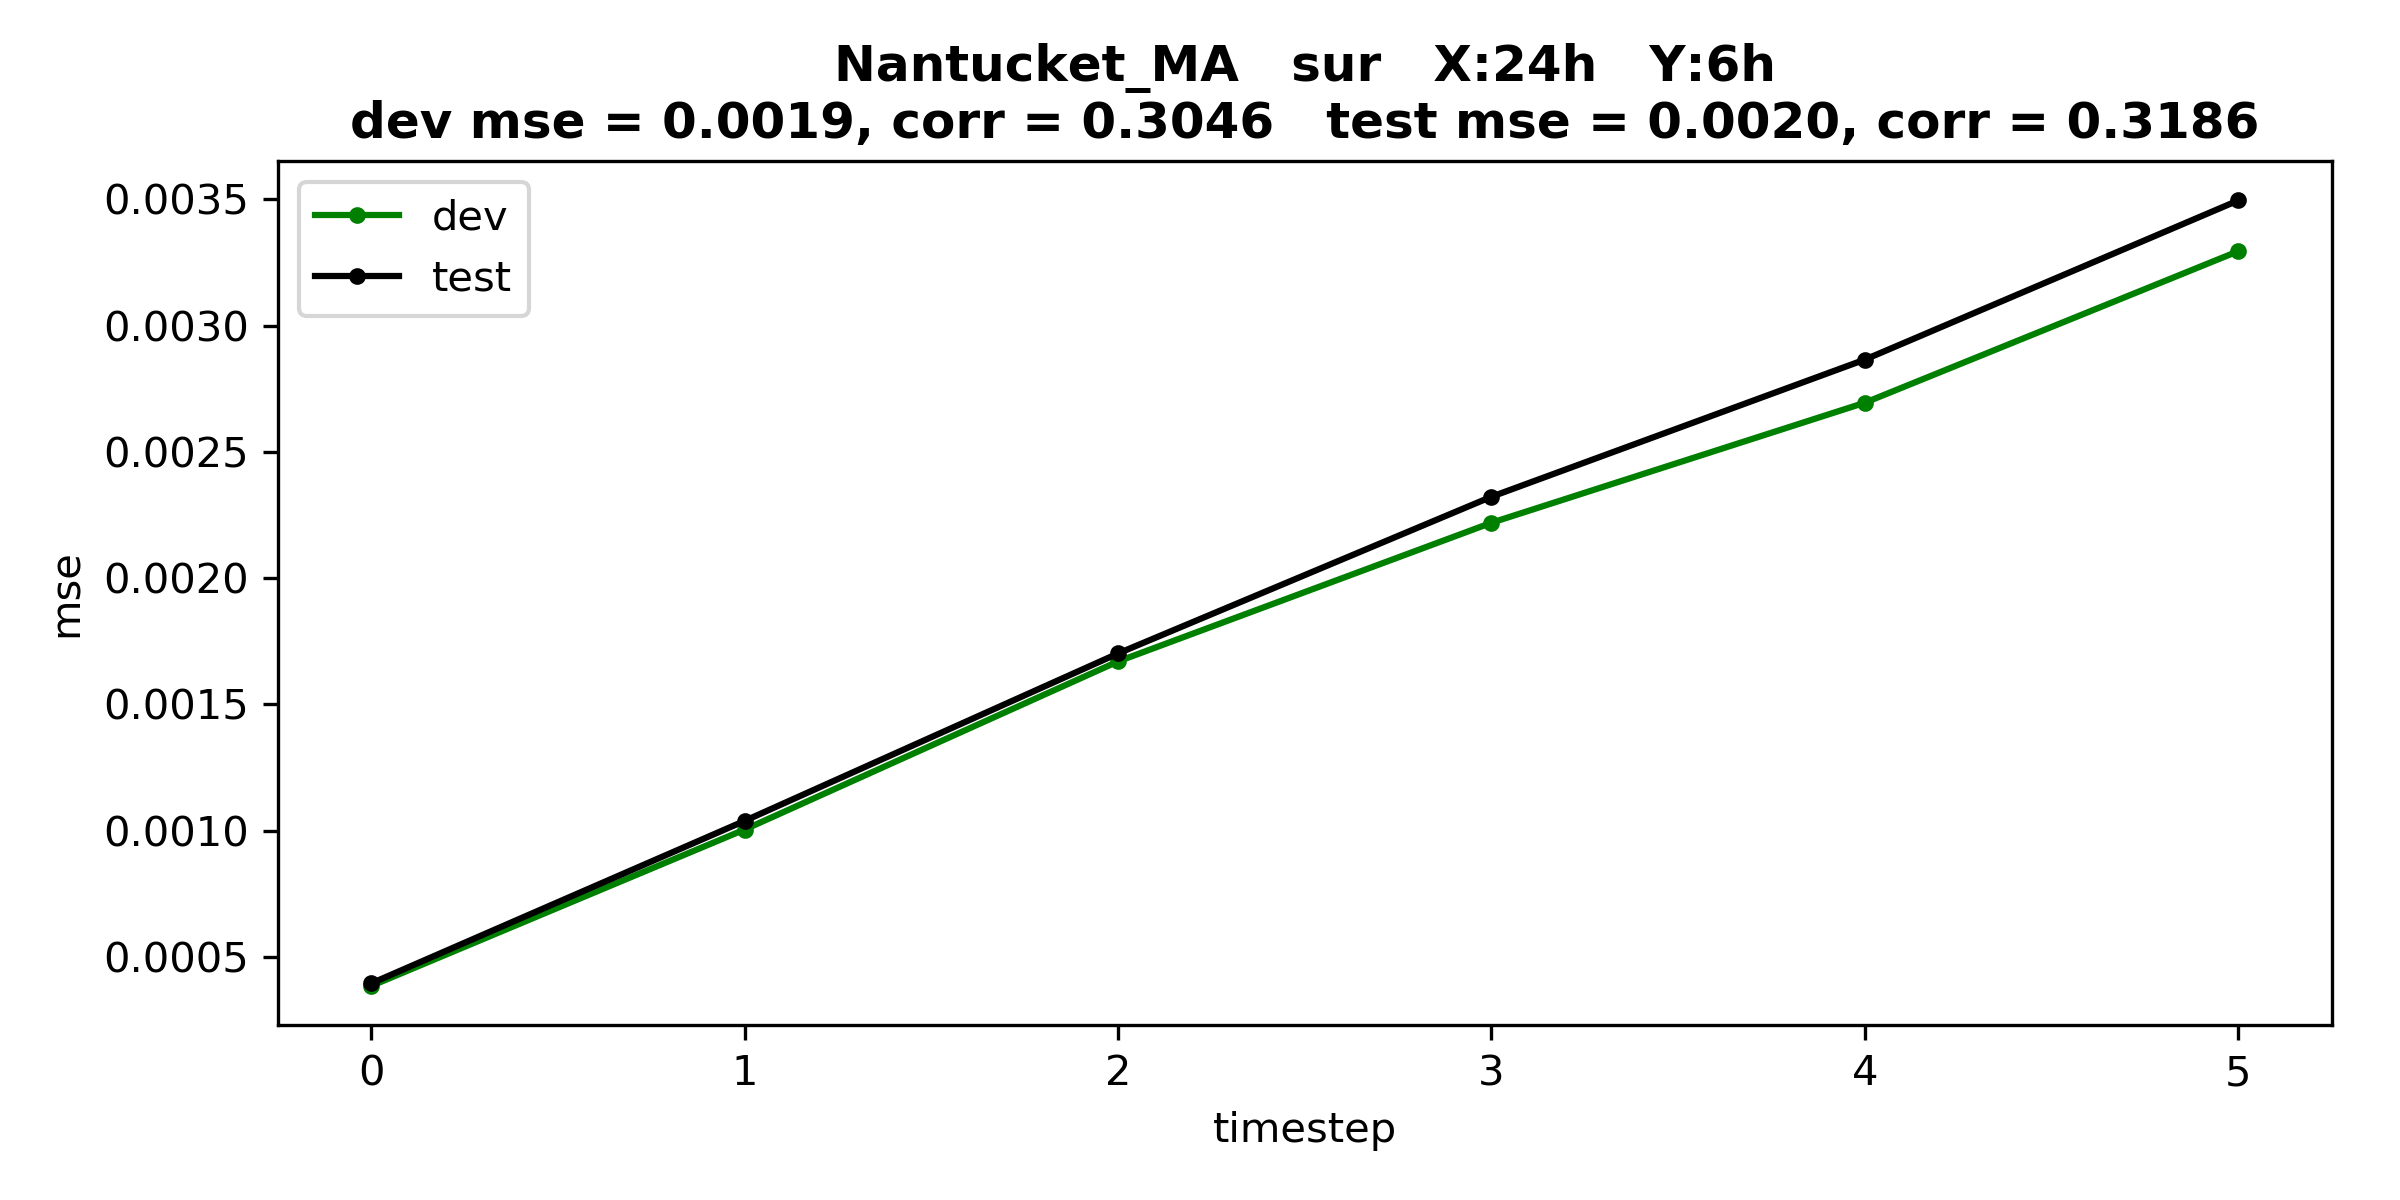 Nantucket_MA   sur   X:24h   Y:6h
dev mse = 0.0019, corr = 0.3046   test mse = 0.0020, corr = 0.3186
dev
test
0.0035
0.0030
0.0025
0.0020
0.0015
0.0010
0.0005
mse
0 1 2 3 4 5
timestep